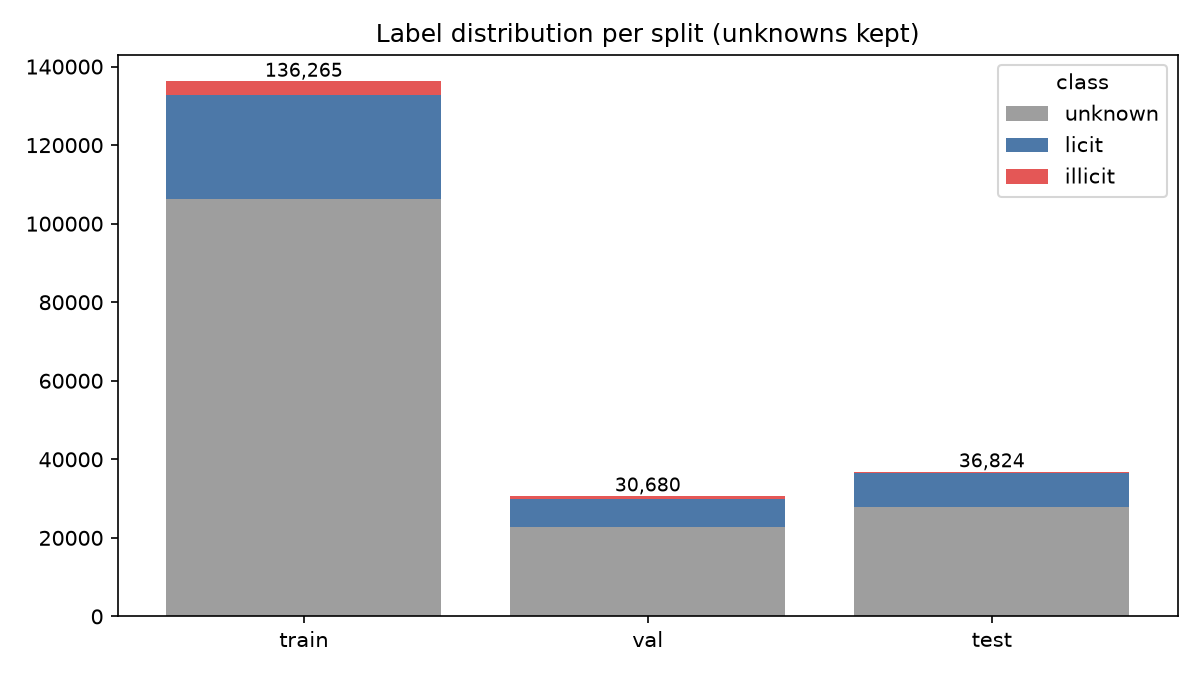 Label distribution per split (unknowns kept)
140000
120000
100000
80000
60000
40000
20000
0
136,265
30,680
36,824
class
unknown
licit
illicit
train
val
test